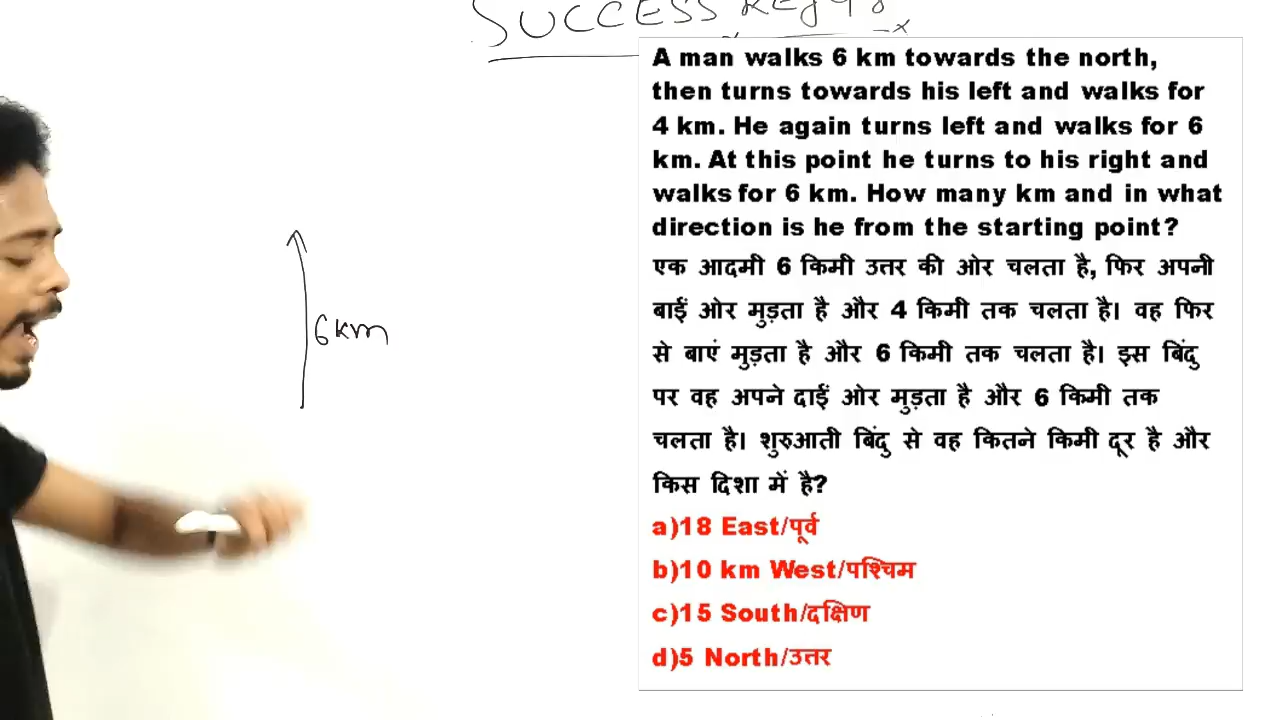 SUCCESS
A man walks 6 km towards the north,
then turns towards his left and walks for
4 km. He again turns left and walks for 6
km. At this point he turns to his right and
walks for 6 km. How many km and in what
direction is he from the starting point?
एक आदमी 6 किमी उत्तर की ओर चलता है, फिर अपनी
बाईं ओर मुड़ता है और 4 किमी तक चलता है। वह फिर
से बाएं मुड़ता है और 6 किमी तक चलता है। इस बिंदु
पर वह अपने दाईं ओर मुड़ता है और 6 किमी तक
चलता है। शुरुआती बिंदु से वह कितने किमी दूर है और
किस दिशा में है?
a)18 East/पूर्व
b)10 km West/पश्चिम
c)15 South/दक्षिण
d)5 North/उत्तर
6km